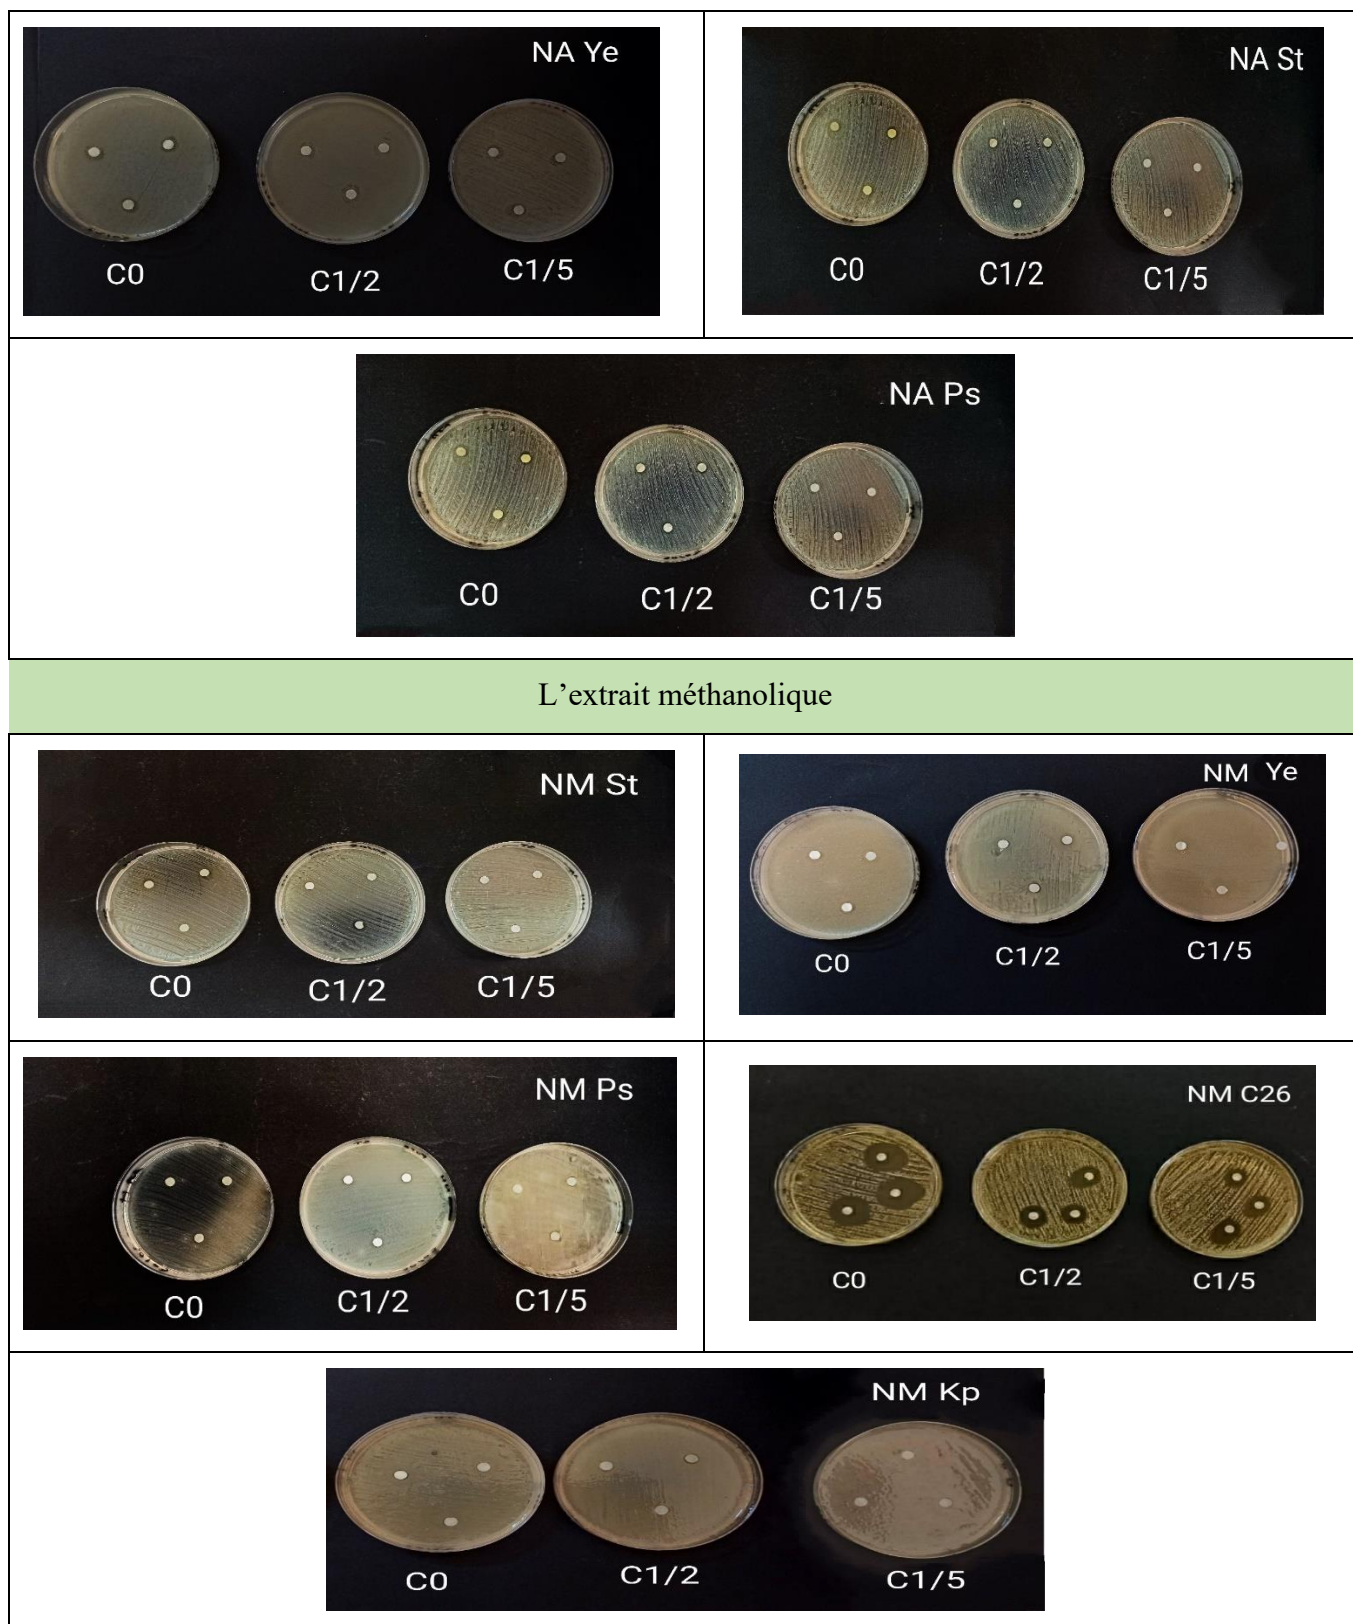 NA Ye
C0
C1/2
C1/5
NA St
C0
C1/2
C1/5
NA Ps
C0
C1/2
C1/5
L’extrait méthanolique
NM St
C0
C1/2
C1/5
NM Ye
C0
C1/2
C1/5
NM Ps
C0
C1/2
C1/5
NM C26
C0
C1/2
C1/5
NM Kp
C0
C1/2
C1/5